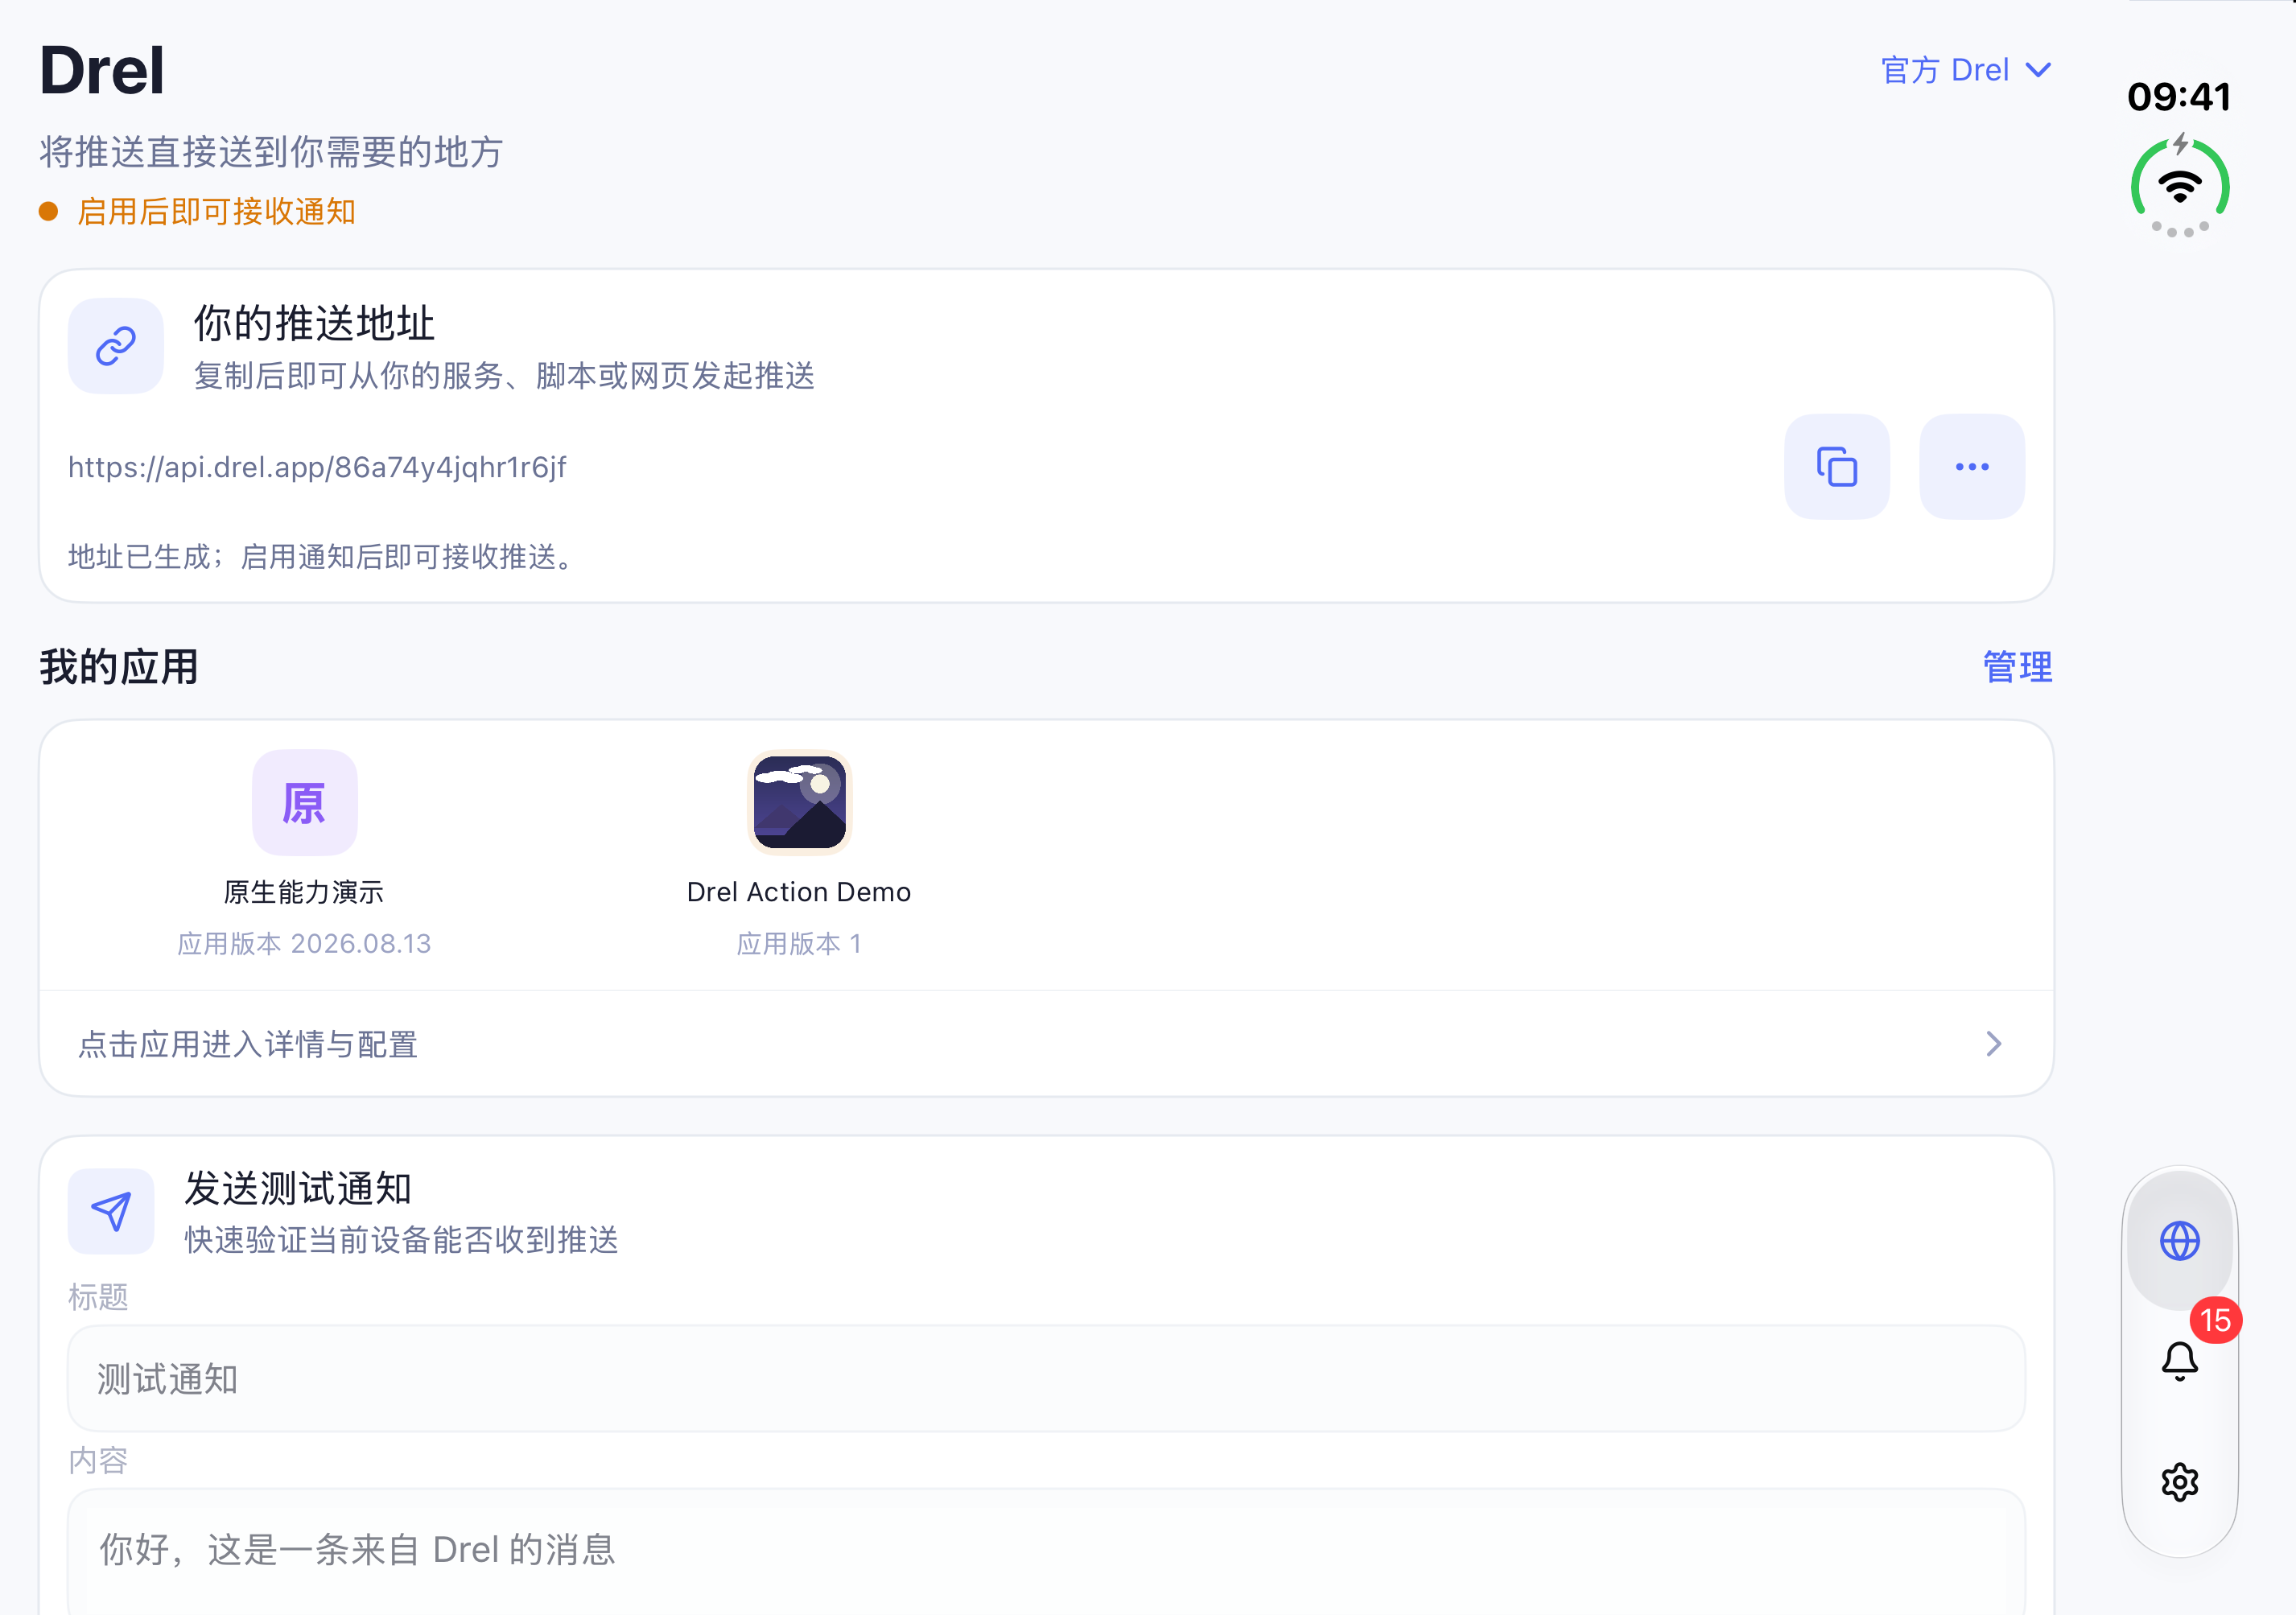 Drel
官方 Drel
09:41
将推送直接送到你需要的地方
启用后即可接收通知
你的推送地址
复制后即可从你的服务、脚本或网页发起推送
https://api.drel.app/86a74y4jqhr1r6jf
地址已生成；启用通知后即可接收推送。
我的应用
管理
原
原生能力演示
应用版本 2026.08.13
Drel Action Demo
应用版本 1
点击应用进入详情与配置
发送测试通知
快速验证当前设备能否收到推送
标题
15
测试通知
内容
你好，这是一条来自 Drel 的消息